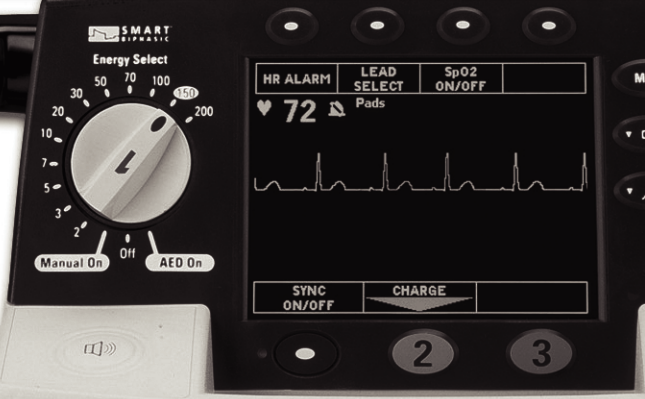 SMART
BIPHASIC
Energy Select
2
3
5
7
10
20
30
50
70
100
150
200
Manual On
Off
AED On
1
HR ALARM
LEAD
SELECT
SpO2
ON/OFF
72
Pads
SYNC
ON/OFF
CHARGE
2
3
M